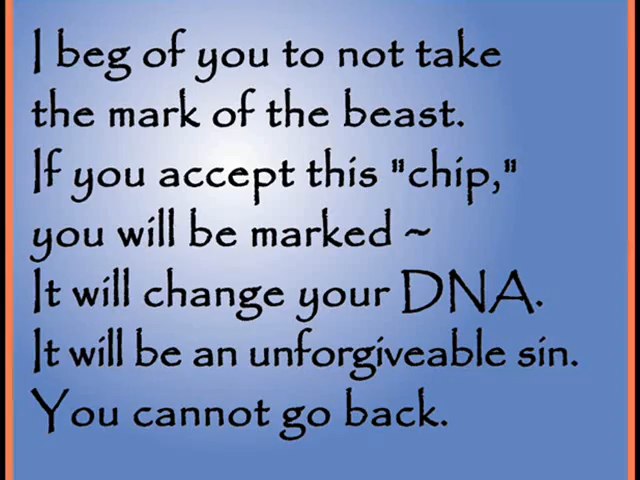 I beg of you to not take
the mark of the beast.
If you accept this "chip,"
you will be marked ~
It will change your DNA.
It will be an unforgiveable sin.
You cannot go back.